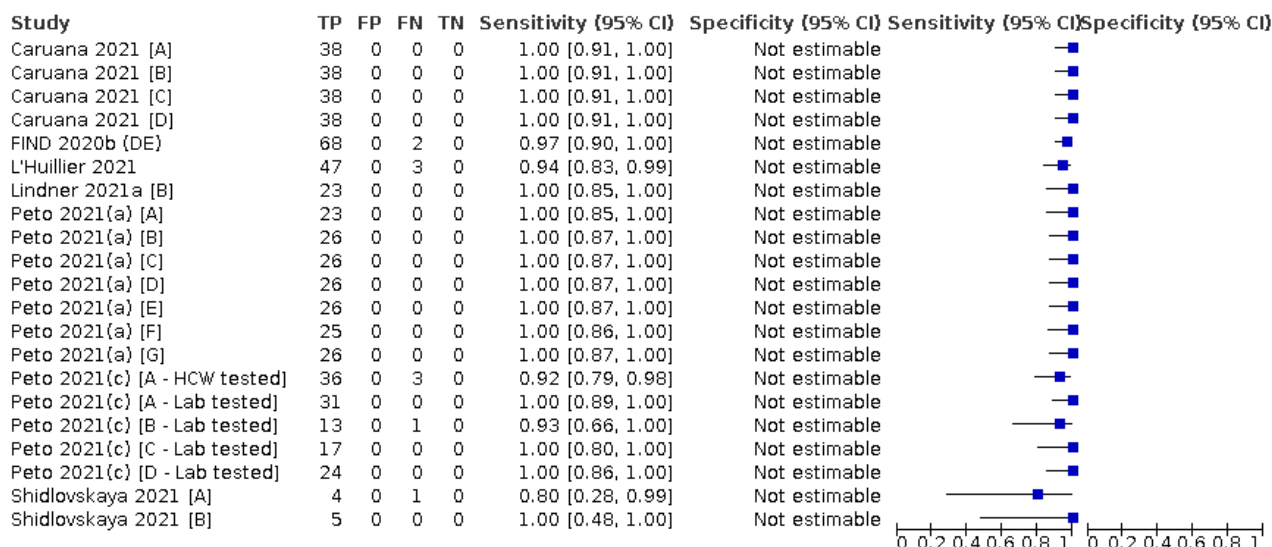 Study TP FP FN TN Sensitivity (95% CI) Specificity (95% CI) Sensitivity (95% CI) Specificity (95% CI)
Caruana 2021 [A] 38 0 0 0 1.00 [0.91, 1.00] Not estimable
Caruana 2021 [B] 38 0 0 0 1.00 [0.91, 1.00] Not estimable
Caruana 2021 [C] 38 0 0 0 1.00 [0.91, 1.00] Not estimable
Caruana 2021 [D] 38 0 0 0 1.00 [0.91, 1.00] Not estimable
FIND 2020b (DE) 68 0 2 0 0.97 [0.90, 1.00] Not estimable
L'Huillier 2021 47 0 3 0 0.94 [0.83, 0.99] Not estimable
Lindner 2021a [B] 23 0 0 0 1.00 [0.85, 1.00] Not estimable
Peto 2021(a) [A] 23 0 0 0 1.00 [0.85, 1.00] Not estimable
Peto 2021(a) [B] 26 0 0 0 1.00 [0.87, 1.00] Not estimable
Peto 2021(a) [C] 26 0 0 0 1.00 [0.87, 1.00] Not estimable
Peto 2021(a) [D] 26 0 0 0 1.00 [0.87, 1.00] Not estimable
Peto 2021(a) [E] 26 0 0 0 1.00 [0.87, 1.00] Not estimable
Peto 2021(a) [F] 25 0 0 0 1.00 [0.86, 1.00] Not estimable
Peto 2021(a) [G] 26 0 0 0 1.00 [0.87, 1.00] Not estimable
Peto 2021(c) [A - HCW tested] 36 0 3 0 0.92 [0.79, 0.98] Not estimable
Peto 2021(c) [A - Lab tested] 31 0 0 0 1.00 [0.89, 1.00] Not estimable
Peto 2021(c) [B - Lab tested] 13 0 1 0 0.93 [0.66, 1.00] Not estimable
Peto 2021(c) [C - Lab tested] 17 0 0 0 1.00 [0.80, 1.00] Not estimable
Peto 2021(c) [D - Lab tested] 24 0 0 0 1.00 [0.86, 1.00] Not estimable
Shidlovskaya 2021 [A] 4 0 1 0 0.80 [0.28, 0.99] Not estimable
Shidlovskaya 2021 [B] 5 0 0 0 1.00 [0.48, 1.00] Not estimable
0 0.2 0.4 0.6 0.8 1 0 0.2 0.4 0.6 0.8 1